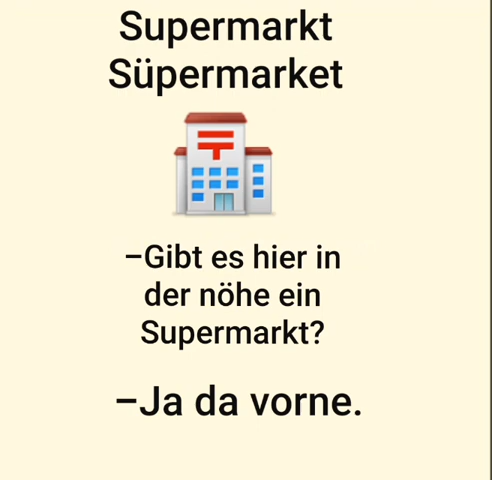 Supermarkt
Süpermarket
–Gibt es hier in
der nöhe ein
Supermarkt?
–Ja da vorne.